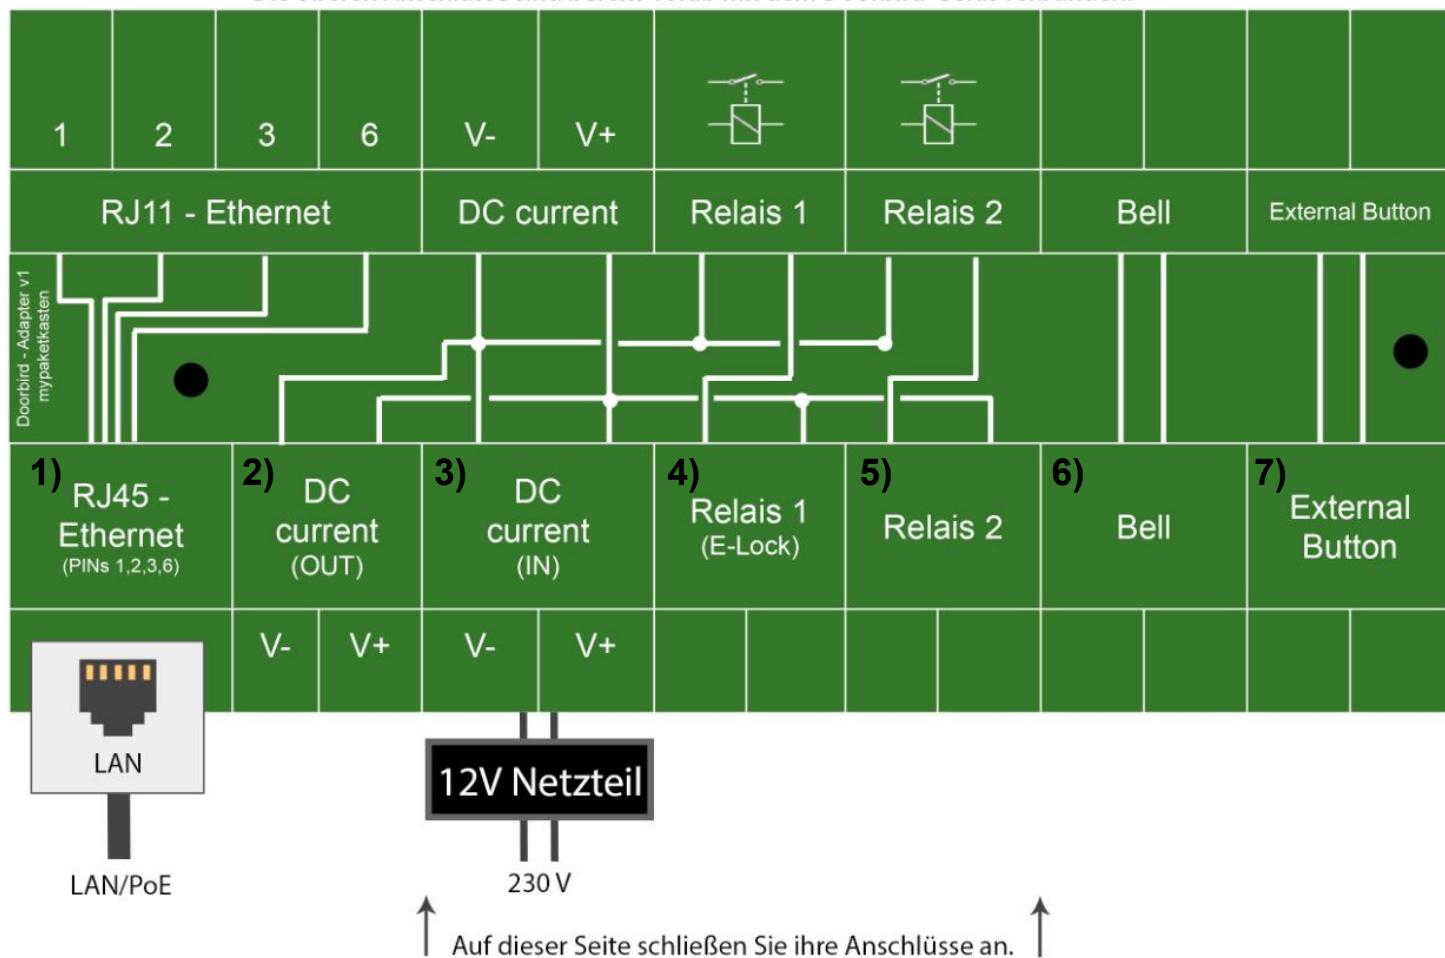 1 2 3 6 V- V+
RJ11 - Ethernet DC current Relais 1 Relais 2 Bell External Button
Doorbird - Adapter v1
mypaketkasten
1) RJ45 -
Ethernet
(PINs 1,2,3,6)
2) DC
current
(OUT)
3) DC
current
(IN)
4) Relais 1
(E-Lock)
5) Relais 2
6) Bell
7) External
Button
V- V+ V- V+
LAN
12V Netzteil
LAN/PoE
230 V
Auf dieser Seite schließen Sie ihre Anschlüsse an.